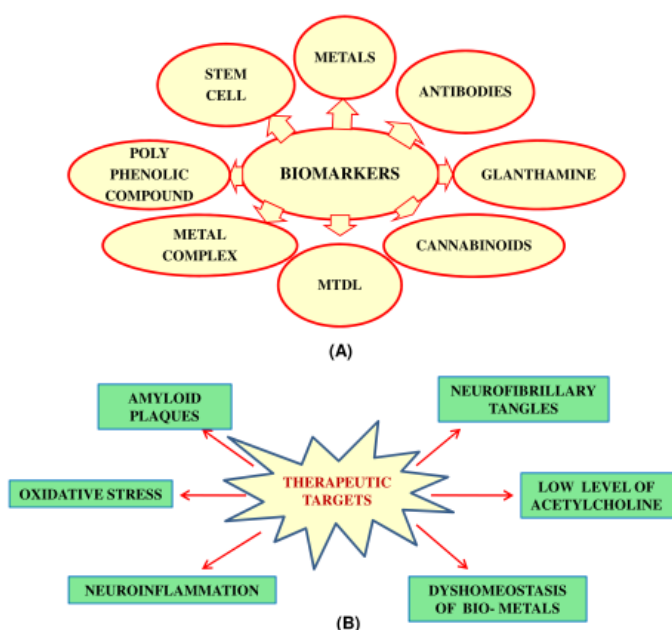 METALS
STEM
CELL
ANTIBODIES
POLY
PHENOLIC
COMPOUND
BIOMARKERS
GLANTHAMINE
METAL
COMPLEX
CANNABINOIDS
MTDL
(A)
AMYLOID
PLAQUES
NEUROFIBRILLARY
TANGLES
THERAPEUTIC
TARGETS
OXIDATIVE STRESS
LOW LEVEL OF
ACETYLCHOLINE
NEUROINFLAMMATION
DYSHOMEOSTASIS
OF BIO- METALS
(B)